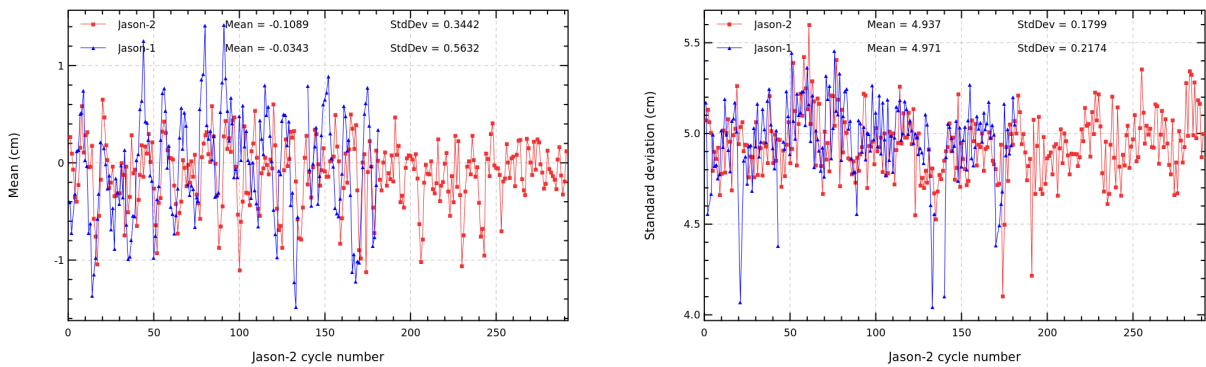 Jason-2 Mean = -0.1089 StdDev = 0.3442
Jason-1 Mean = -0.0343 StdDev = 0.5632
Mean (cm)
1
0
-1
0 50 100 150 200 250
Jason-2 cycle number
Jason-2 Mean = 4.937 StdDev = 0.1799
Jason-1 Mean = 4.971 StdDev = 0.2174
Standard deviation (cm)
5.5
5.0
4.5
4.0
0 50 100 150 200 250
Jason-2 cycle number